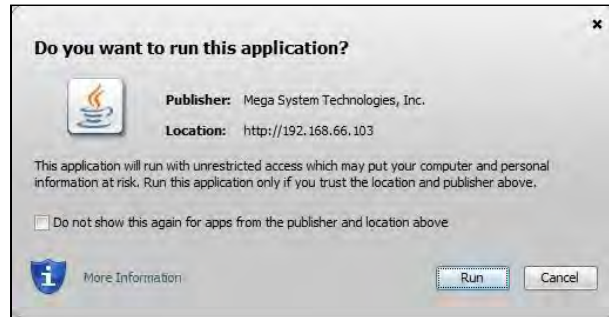 Do you want to run this application?
Publisher: Mega System Technologies, Inc.
Location: http://192.168.66.103
This application will run with unrestricted access which may put your computer and personal
information at risk. Run this application only if you trust the location and publisher above.
Do not show this again for apps from the publisher and location above
More Information
Run
Cancel